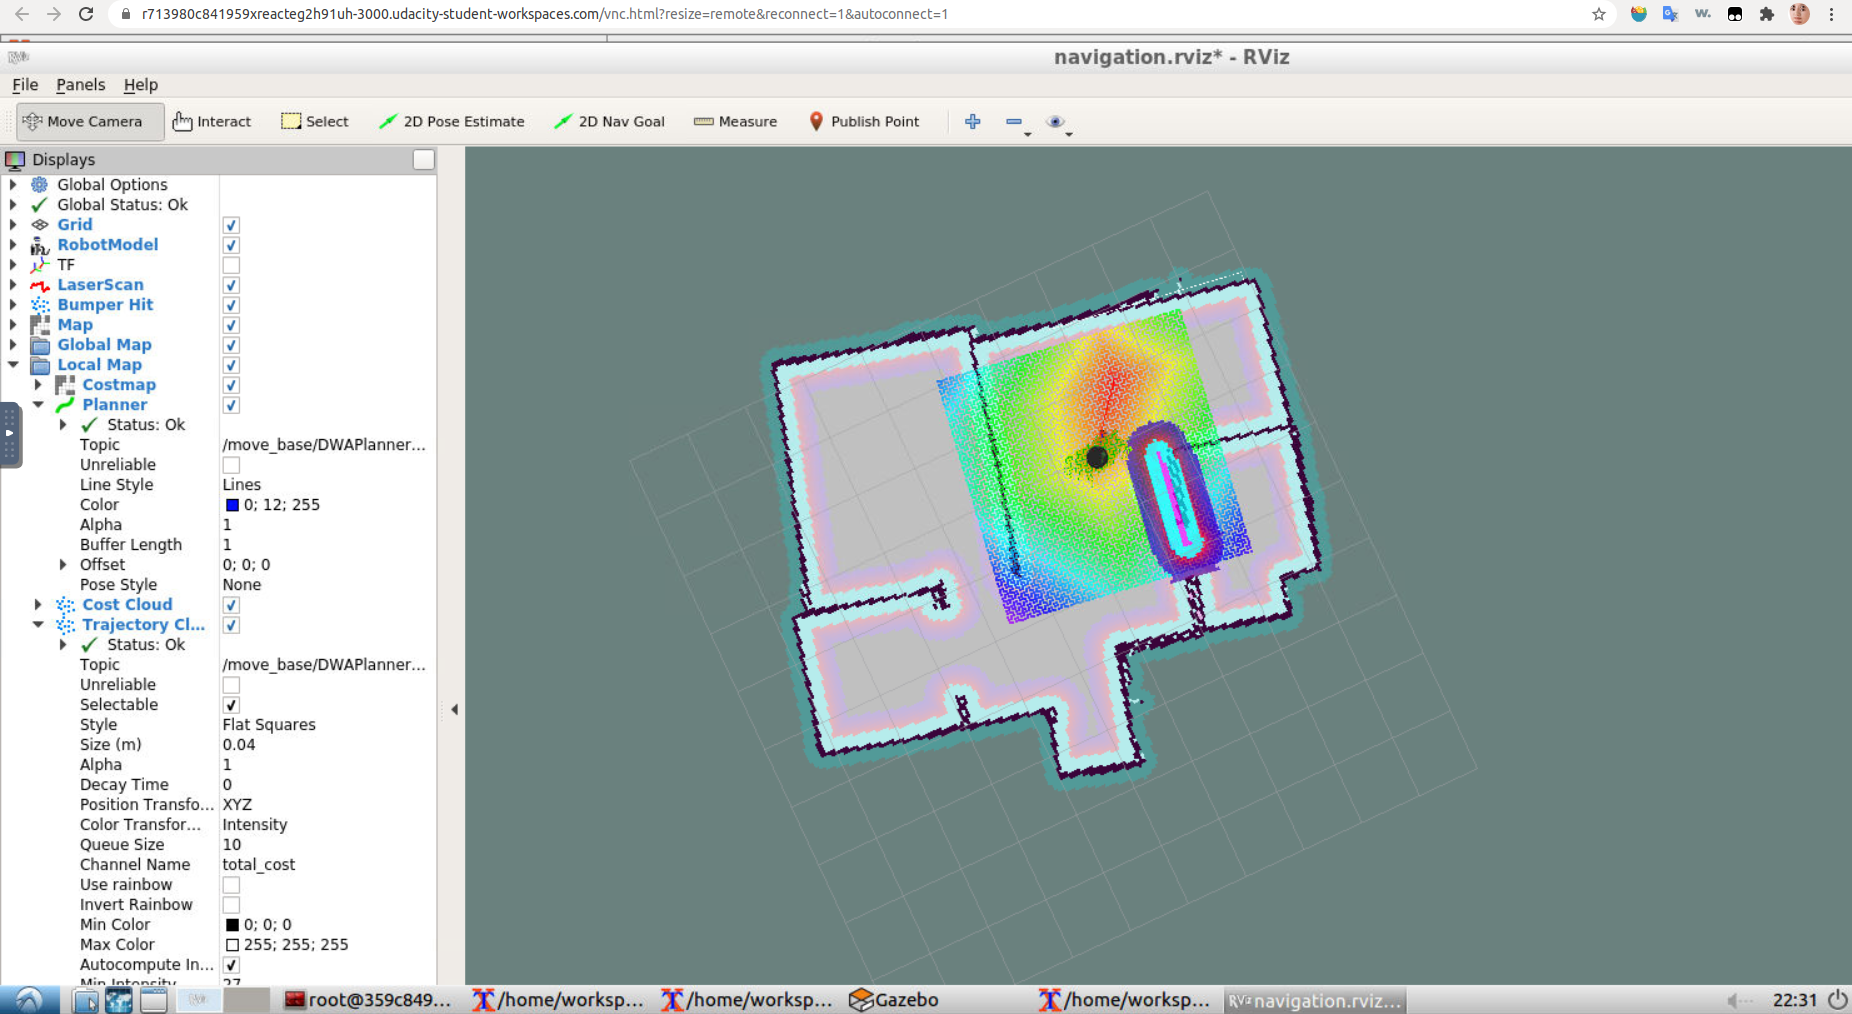 r713980c841959xreacteg2h91uh-3000.udacity-student-workspaces.com/vnc.html?resize=remote&reconnect=1&autoconnect=1
W.
RViz
navigation.rviz* - RViz
File Panels Help
Move Camera Interact Select 2D Pose Estimate 2D Nav Goal Measure Publish Point
Displays
Global Options
Global Status: Ok
Grid
RobotModel
TF
LaserScan
Bumper Hit
Map
Global Map
Local Map
Costmap
Planner
Status: Ok
Topic /move_base/DWAPlanner...
Unreliable
Line Style Lines
Color 0; 12; 255
Alpha 1
Buffer Length 1
Offset 0; 0; 0
Pose Style None
Cost Cloud
Trajectory Cl...
Status: Ok
Topic /move_base/DWAPlanner...
Unreliable
Selectable
Style Flat Squares
Size (m) 0.04
Alpha 1
Decay Time 0
Position Transfo... XYZ
Color Transfor... Intensity
Queue Size 10
Channel Name total_cost
Use rainbow
Invert Rainbow
Min Color 0; 0; 0
Max Color 255; 255; 255
Autocompute In...
Min Intensity 27
RViz root@359c849... /home/worksp... /home/worksp... Gazebo /home/worksp... RViz navigation.rviz... 22:31